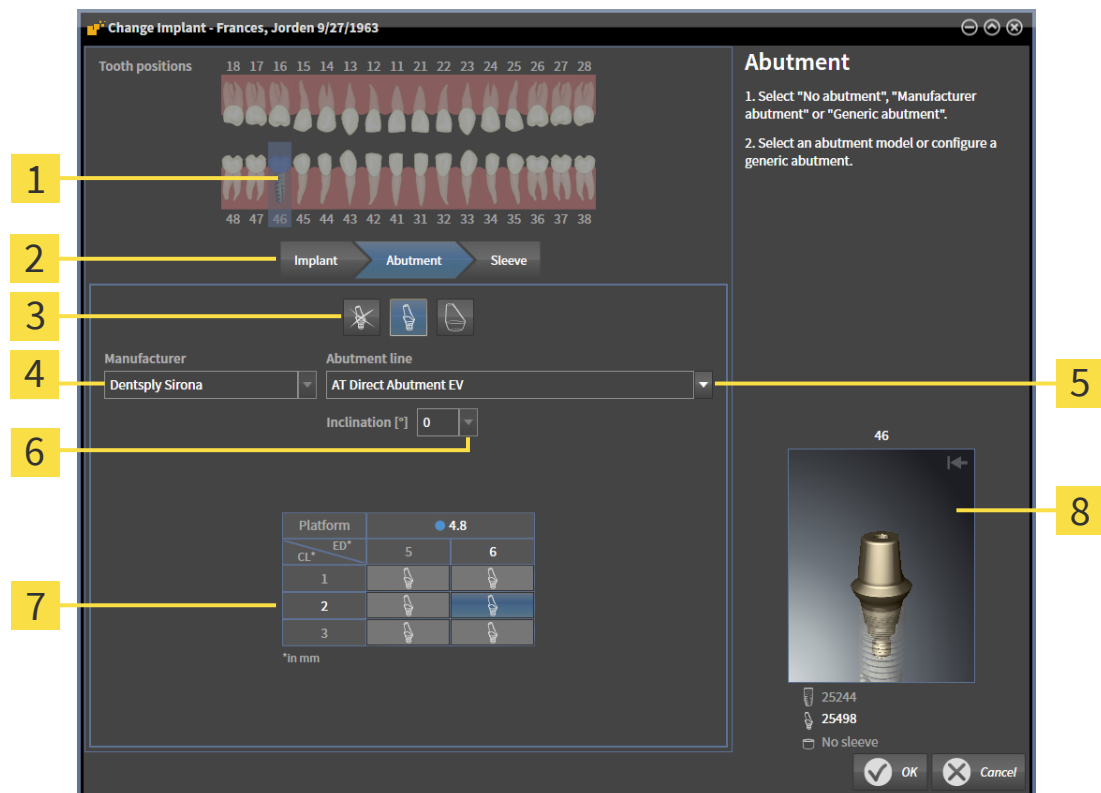 Change Implant - Frances, Jorden 9/27/1963
Tooth positions
18 17 16 15 14 13 12 11 21 22 23 24 25 26 27 28
48 47 46 45 44 43 42 41 31 32 33 34 35 36 37 38
1
2
Implant Abutment Sleeve
3
Manufacturer Abutment line
4
Dentsply Sirona AT Direct Abutment EV
5
Inclination [°] 0
6
Platform 4.8
CL* ED* 5 6
1
2
3
7
*in mm
Abutment
1. Select "No abutment", "Manufacturer
abutment" or "Generic abutment".
2. Select an abutment model or configure a
generic abutment.
46
8
25244
25498
No sleeve
OK Cancel